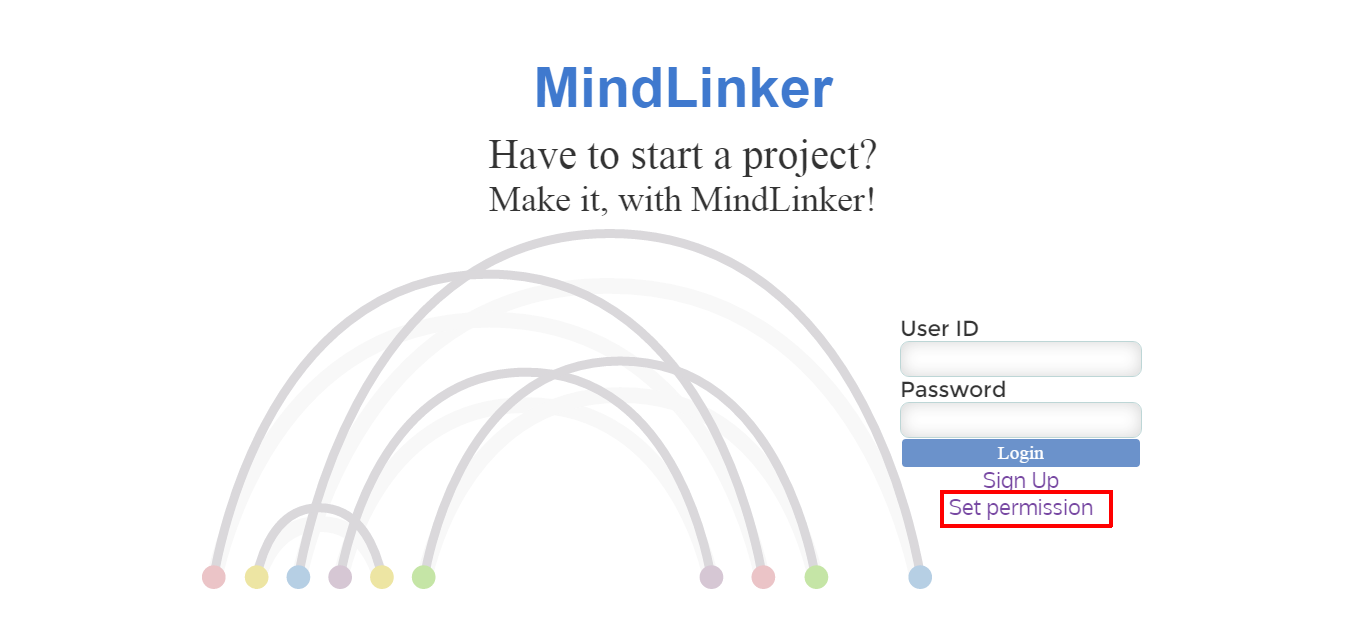 MindLinker
Have to start a project?
Make it, with MindLinker!
User ID
Password
Login
Sign Up
Set permission